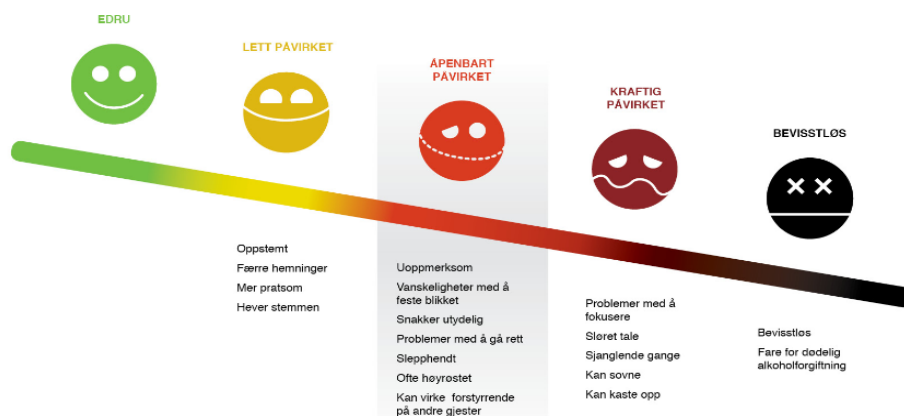 EDRU
LETT PÅVIRKET
Oppstemt
Færre hemninger
Mer pratsom
Hever stemmen
ÅPENBART
PÅVIRKET
Uoppmerksom
Vanskeligheter med å
feste blikket
Snakker utydelig
Problemer med å gå rett
Slepphendt
Ofte høyrøstet
Kan virke forstyrrende
på andre gjester
KRAFTIG
PÅVIRKET
Problemer med å
fokusere
Sløret tale
Sjanglende gange
Kan sovne
Kan kaste opp
BEVISSTLØS
Bevisstløs
Fare for dødelig
alkoholforgiftning